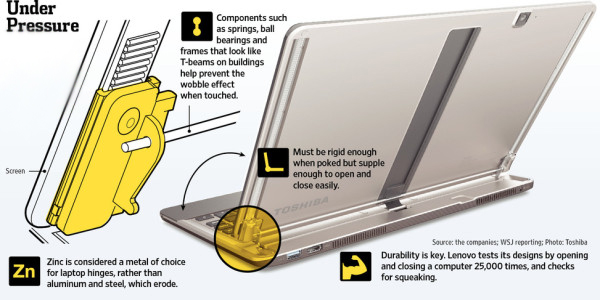 Under
Pressure
Components such
as springs, ball
bearings and
frames that look like
T-beams on buildings
help prevent the
wobble effect
when touched.
Screen
Must be rigid enough
when poked but supple
enough to open and
close easily.
TOSHIBA
Source: the companies; WSJ reporting; Photo: Toshiba
Zn
Zinc is considered a metal of choice
for laptop hinges, rather than
aluminum and steel, which erode.
Durability is key. Lenovo tests its designs by opening
and closing a computer 25,000 times, and checks
for squeaking.